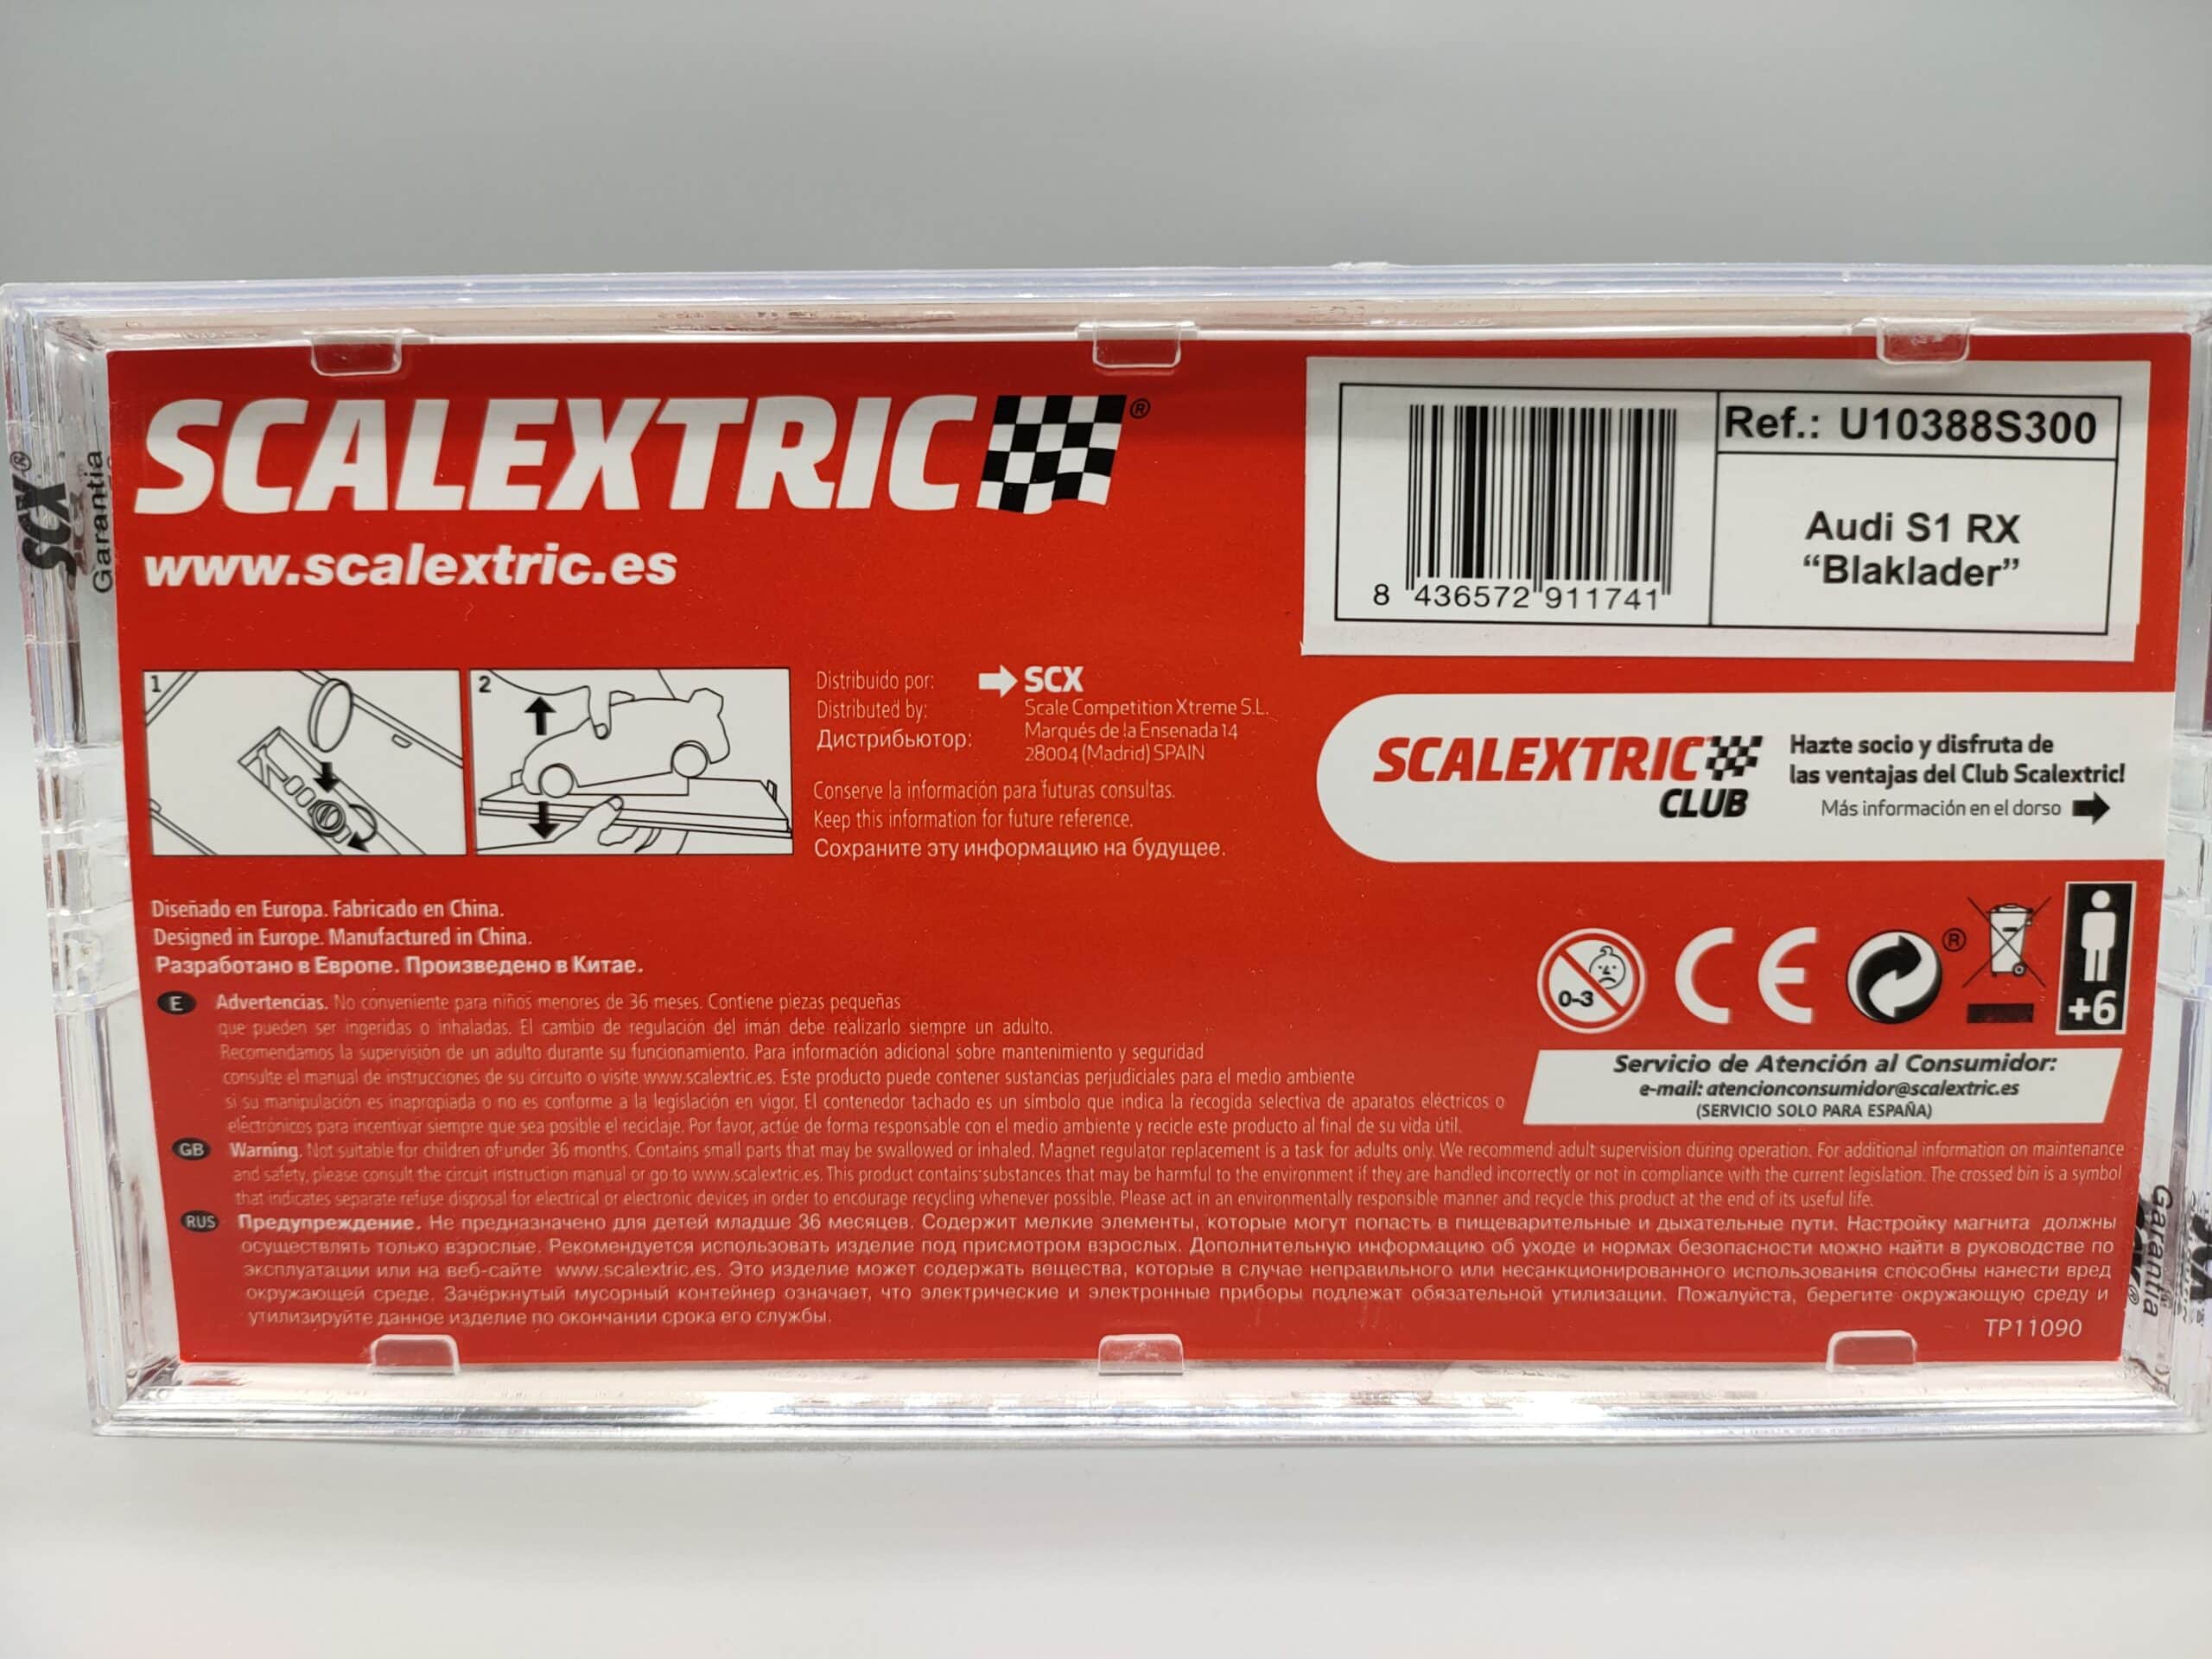 SCALEXTRIC®
www.scalextric.es
8 436572 911741
Ref.: U10388S300
Audi S1 RX
“Blaklader”
SCX®
Garantía
1
2
Distribuido por:
Distributed by:
Дистрибьютор:
SCX
Scale Competition Xtreme S.L.
Marqués de la Ensenada 14
28004 (Madrid) SPAIN
Conserve la información para futuras consultas.
Keep this information for future reference.
Сохраните эту информацию на будущее.
SCALEXTRIC
CLUB
Hazte socio y disfruta de
las ventajas del Club Scalextric!
Más información en el dorso
Diseñado en Europa. Fabricado en China.
Designed in Europe. Manufactured in China.
Разработано в Европе. Произведено в Китае.
0-3
CE
®
+6
E Advertencias. No conveniente para niños menores de 36 meses. Contiene piezas pequeñas
que pueden ser ingeridas o inhaladas. El cambio de regulación del imán debe realizarlo siempre un adulto.
Recomendamos la supervisión de un adulto durante su funcionamiento. Para información adicional sobre mantenimiento y seguridad
consulte el manual de instrucciones de su circuito o visite www.scalextric.es. Este producto puede contener sustancias perjudiciales para el medio ambiente
si su manipulación es inapropiada o no es conforme a la legislación en vigor. El contenedor tachado es un símbolo que indica la recogida selectiva de aparatos eléctricos o
electrónicos para incentivar siempre que sea posible el reciclaje. Por favor, actúe de forma responsable con el medio ambiente y recicle este producto al final de su vida útil.
Servicio de Atención al Consumidor:
e-mail: atencionconsumidor@scalextric.es
(SERVICIO SOLO PARA ESPAÑA)
GB Warning. Not suitable for children of under 36 months. Contains small parts that may be swallowed or inhaled. Magnet regulator replacement is a task for adults only. We recommend adult supervision during operation. For additional information on maintenance
and safety, please consult the circuit instruction manual or go to www.scalextric.es. This product contains substances that may be harmful to the environment if they are handled incorrectly or not in compliance with the current legislation. The crossed bin is a symbol
that indicates separate refuse disposal for electrical or electronic devices in order to encourage recycling whenever possible. Please act in an environmentally responsible manner and recycle this product at the end of its useful life.
RUS Предупреждение. Не предназначено для детей младше 36 месяцев. Содержит мелкие элементы, которые могут попасть в пищеварительные и дыхательные пути. Настройку магнита должны
осуществлять только взрослые. Рекомендуется использовать изделие под присмотром взрослых. Дополнительную информацию об уходе и нормах безопасности можно найти в руководстве по
эксплуатации или на веб-сайте www.scalextric.es. Это изделие может содержать вещества, которые в случае неправильного или несанкционированного использования способны нанести вред
окружающей среде. Зачёркнутый мусорный контейнер означает, что электрические и электронные приборы подлежат обязательной утилизации. Пожалуйста, берегите окружающую среду и
утилизируйте данное изделие по окончании срока его службы.
TP11090
Garantía